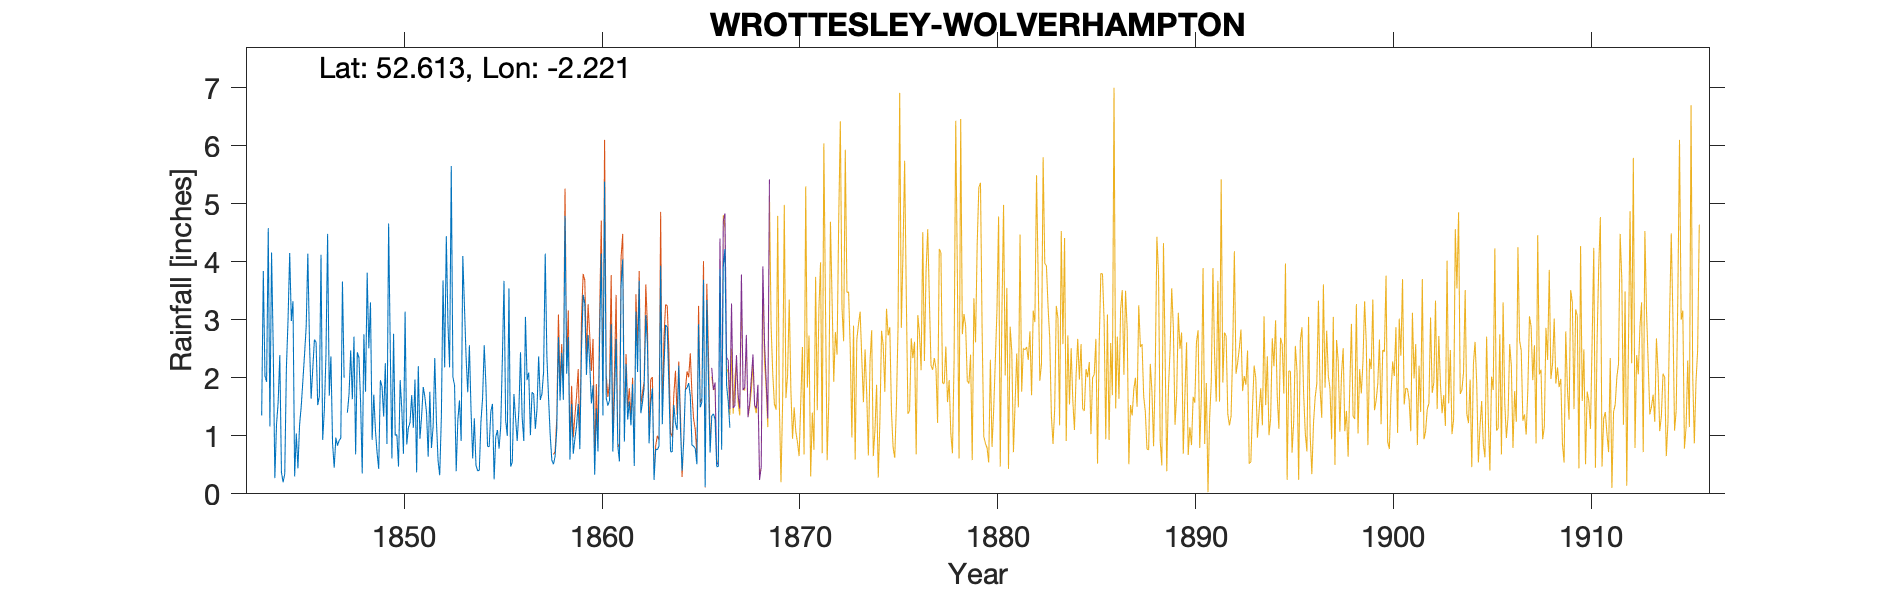 WROTTESLEY-WOLVERHAMPTON
Lat: 52.613, Lon: -2.221
Rainfall [inches]
7
6
5
4
3
2
1
0
1850 1860 1870 1880 1890 1900 1910
Year